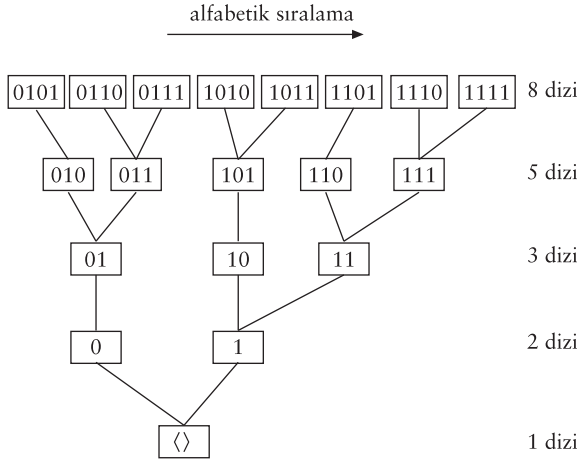 alfabetik sıralama
0101 0110 0111 1010 1011 1101 1110 1111 8 dizi
010 011 101 110 111 5 dizi
01 10 11 3 dizi
0 1 2 dizi
⟨⟩ 1 dizi